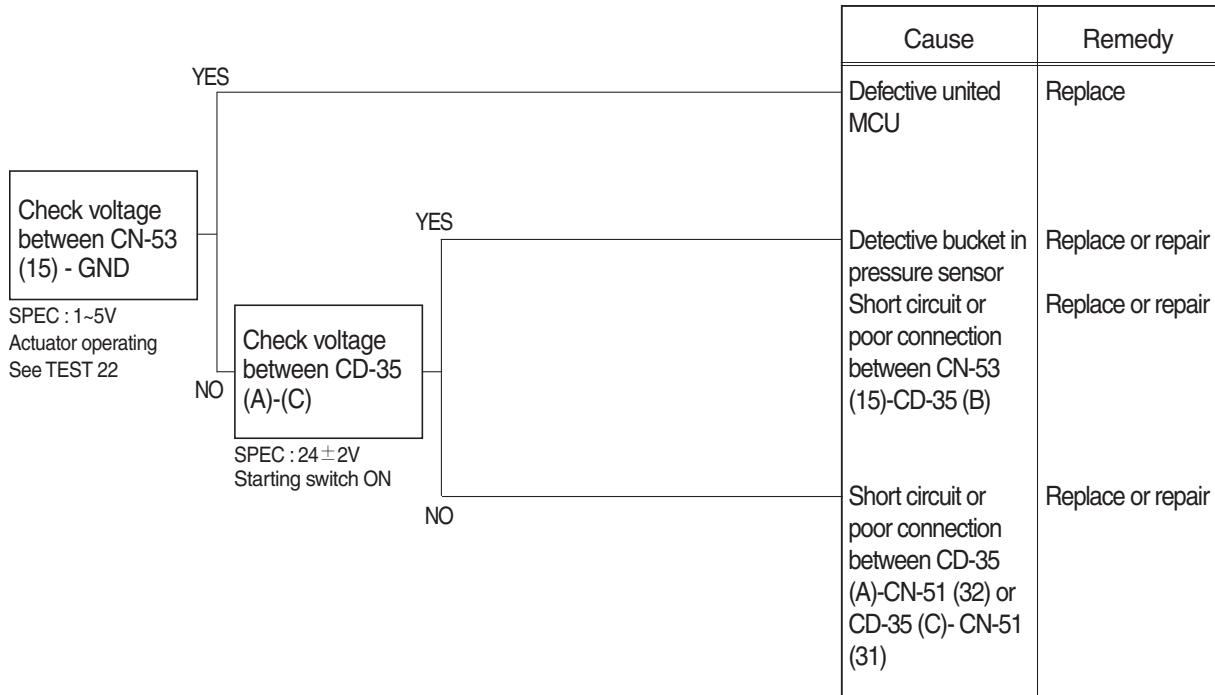 Cause
Remedy
YES
Defective united
MCU
Replace
Check voltage
between CN-53
(15) - GND
SPEC : 1~5V
Actuator operating
See TEST 22
YES
Detective bucket in
pressure sensor
Replace or repair
Short circuit or
poor connection
between CN-53
(15)-CD-35 (B)
Replace or repair
NO
Check voltage
between CD-35
(A)-(C)
SPEC : 24±2V
Starting switch ON
NO
Short circuit or
poor connection
between CD-35
(A)-CN-51 (32) or
CD-35 (C)- CN-51
(31)
Replace or repair